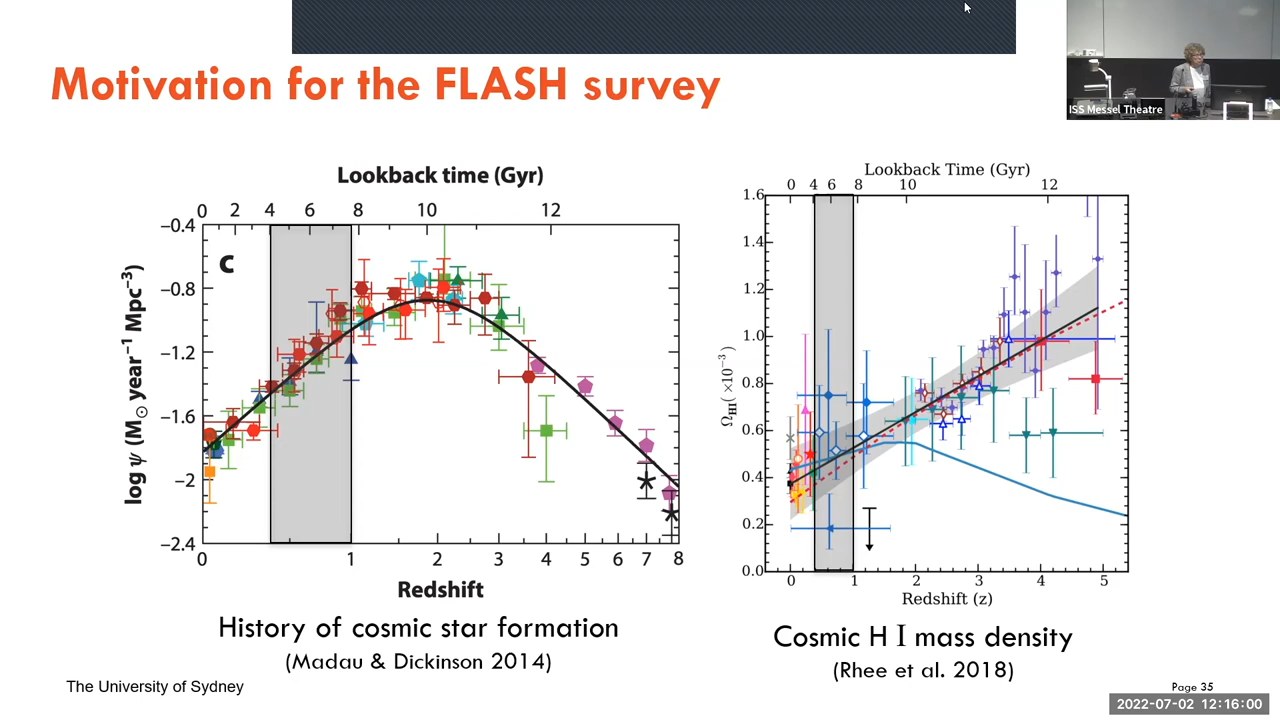 Motivation for the FLASH survey
ISS Messel Theatre
Lookback time (Gyr)
0 2 4 6 8 10 12
c
−0.4
−0.8
−1.2
−1.6
−2
−2.4
log ψ (M⊙ year−1 Mpc−3)
0 1 2 3 4 5 6 7 8
Redshift
History of cosmic star formation
(Madau & Dickinson 2014)
Lookback Time (Gyr)
0 4 6 8 10 12
1.6
1.4
1.2
1.0
0.8
0.6
0.4
0.2
0.0
ΩHI( ×10−3 )
0 1 2 3 4 5
Redshift (z)
Cosmic H I mass density
(Rhee et al. 2018)
The University of Sydney
Page 35
2022-07-02 12:16:00